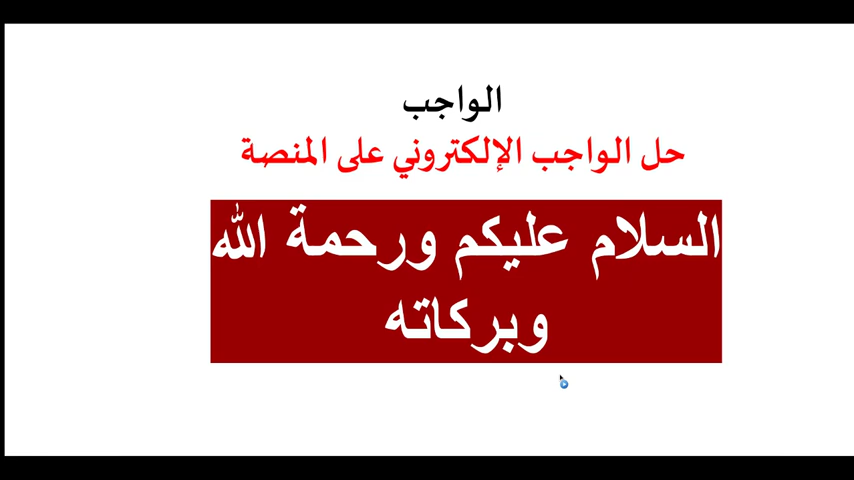 الواجب
حل الواجب الإلكتروني على المنصة
السلام عليكم ورحمة الله
وبركاته